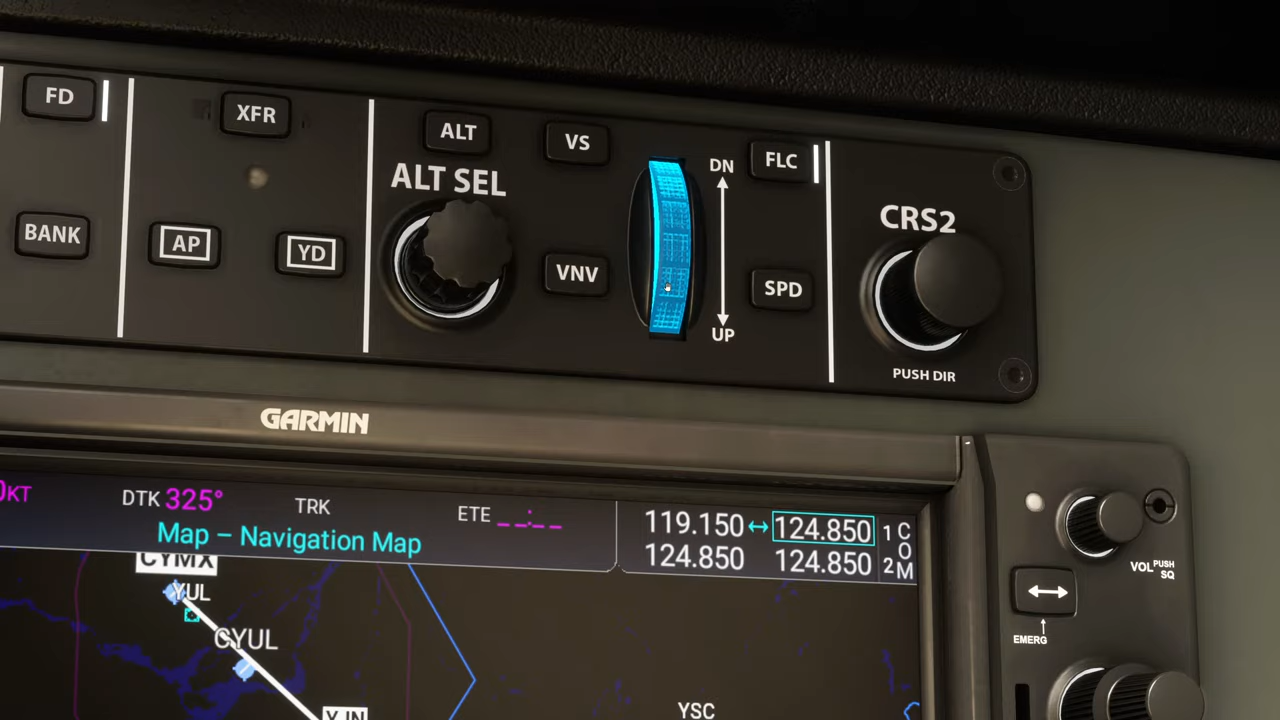 FD
XFR
ALT
VS
DN
FLC
ALT SEL
CRS2
BANK
AP
YD
VNV
SPD
UP
PUSH DIR
GARMIN
KT
DTK 325°
TRK
ETE _ _:_ _
119.150 ↔ 124.850 1 C
O
124.850 124.850 2 M
Map – Navigation Map
CYMX
YUL
CYUL
YSC
VOL PUSH
SQ
EMERG